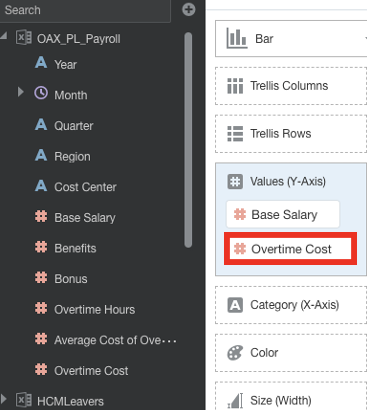 Search
OAX_PL_Payroll
Year
Month
Quarter
Region
Cost Center
Base Salary
Benefits
Bonus
Overtime Hours
Average Cost of Ove···
Overtime Cost
HCMLeavers
Bar
Trellis Columns
Trellis Rows
Values (Y-Axis)
Base Salary
Overtime Cost
Category (X-Axis)
Color
Size (Width)